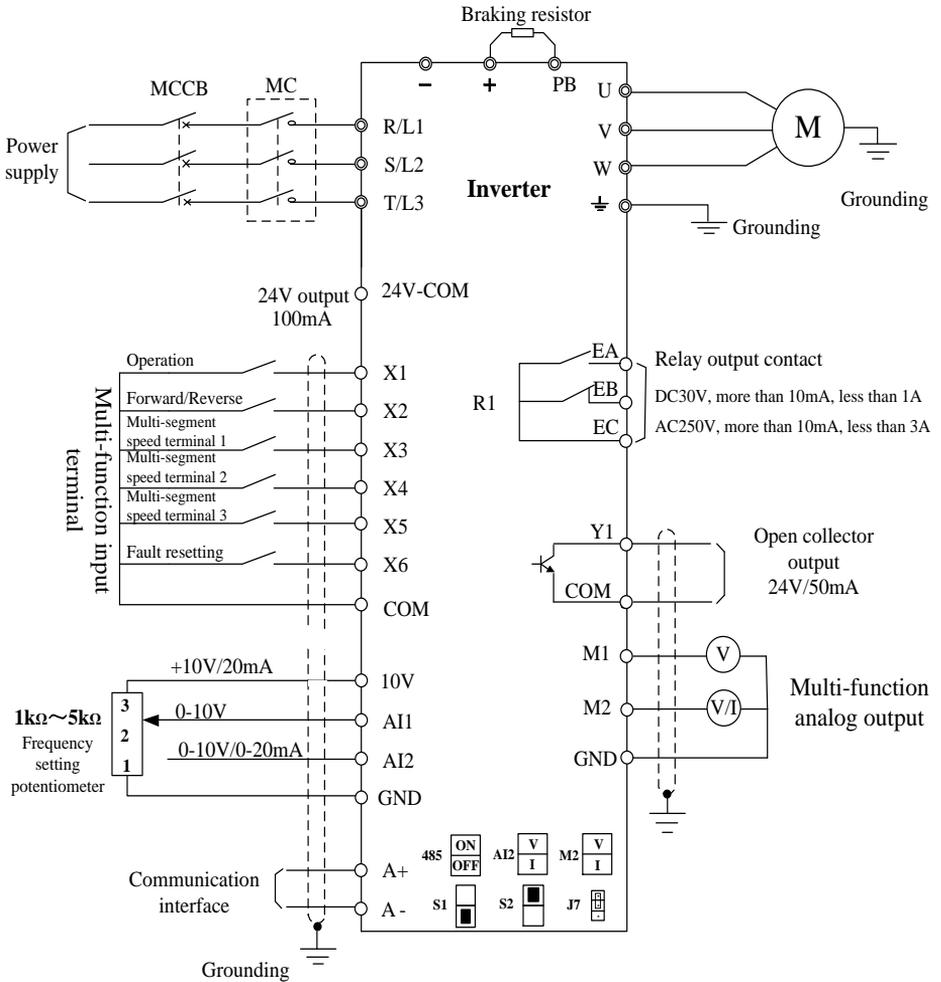 Braking resistor
MCCB
MC
−
+
PB
Power
supply
R/L1
S/L2
T/L3
Inverter
U
V
W
M
Grounding
Grounding
24V output
100mA
24V-COM
Multi-function input
terminal
Operation
X1
Forward/Reverse
X2
Multi-segment
speed terminal 1
X3
Multi-segment
speed terminal 2
X4
Multi-segment
speed terminal 3
X5
Fault resetting
X6
COM
R1
EA
EB
EC
Relay output contact
DC30V, more than 10mA, less than 1A
AC250V, more than 10mA, less than 3A
Y1
COM
Open collector
output
24V/50mA
M1
V
M2
V/I
GND
Multi-function
analog output
+10V/20mA
10V
1kΩ～5kΩ
Frequency
setting
potentiometer
3
2
1
0-10V
AI1
0-10V/0-20mA
AI2
GND
Communication
interface
A+
A -
Grounding
485
ON
OFF
AI2
V
I
M2
V
I
S1
S2
J7